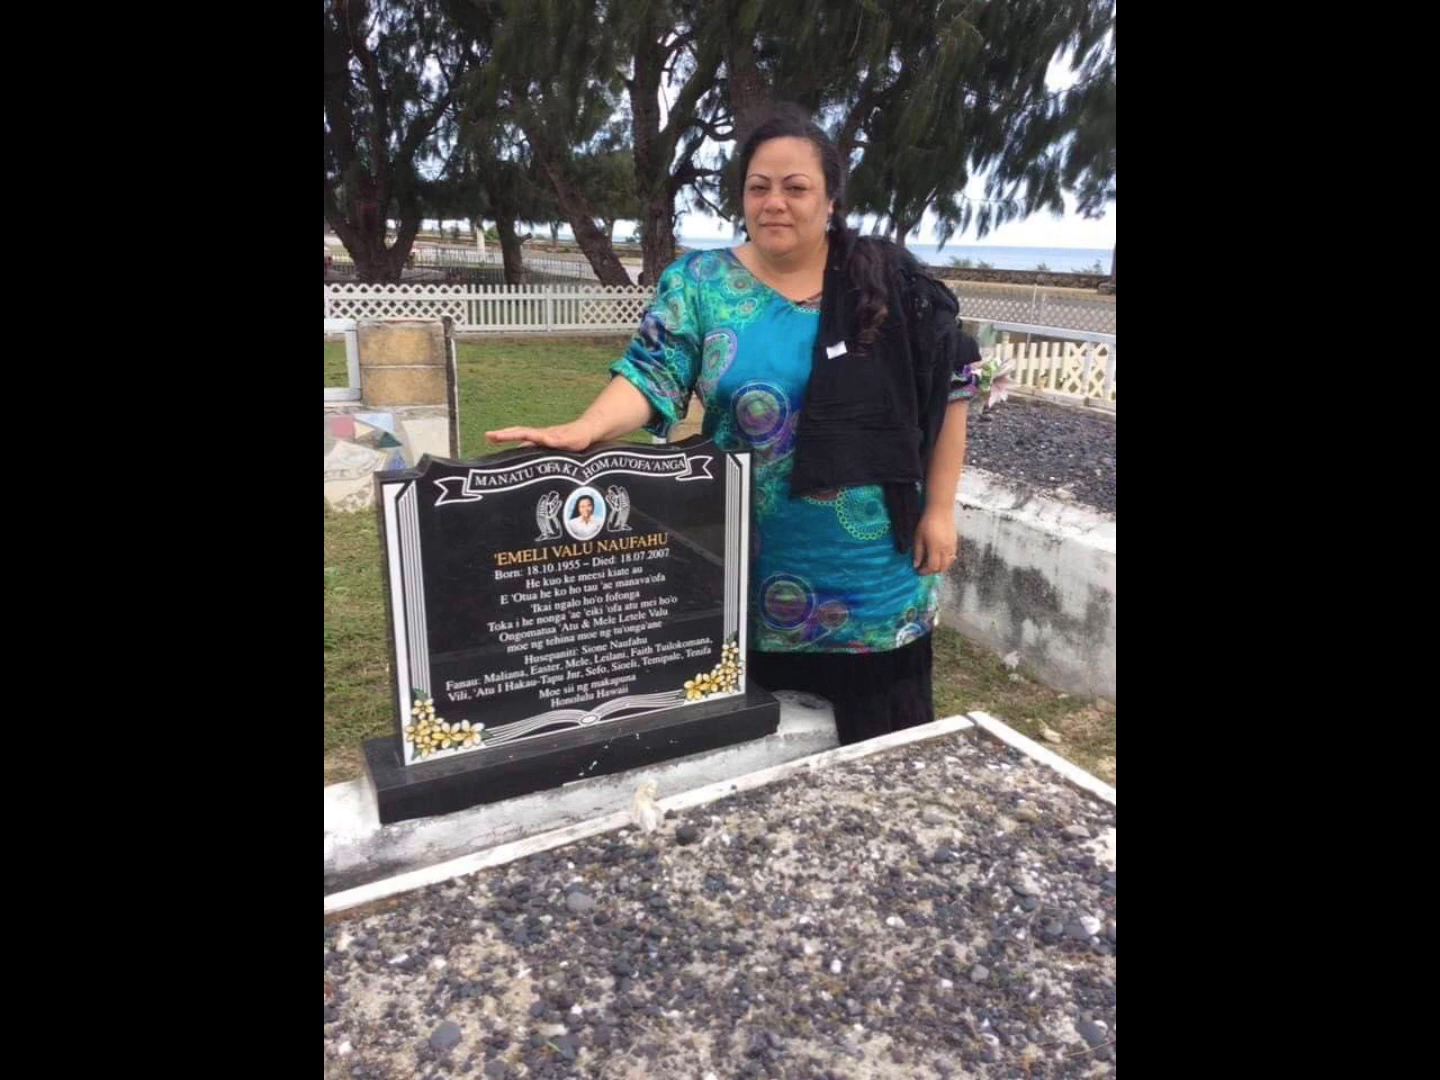 MANATU 'OFA KI HOMAU'OFA'ANGA
'EMELI VALU NAUFAHU
Born: 18.10.1955 – Died: 18.07.2007
He kuo ke meesi kiate au
E 'Otua he ko ho tau 'ae manava'ofa
'Ikai ngalo ho'o fofonga
Toka i he nonga 'ae 'eiki 'ofa atu mei ho'o
Ongomatua 'Atu & Mele Letele Valu
moe ng tehina moe ng tu'onga'ane
Husepaniti: Sione Naufahu
Fanau: Maliana, Easter, Mele, Leslani, Faith Tuilokomana,
Vili, 'Atu I Hakau-Tapu Jnr, Sefo, Sioeli, Temipale, Tenifa
Moe sii ng makapuna
Honolulu Hawaii